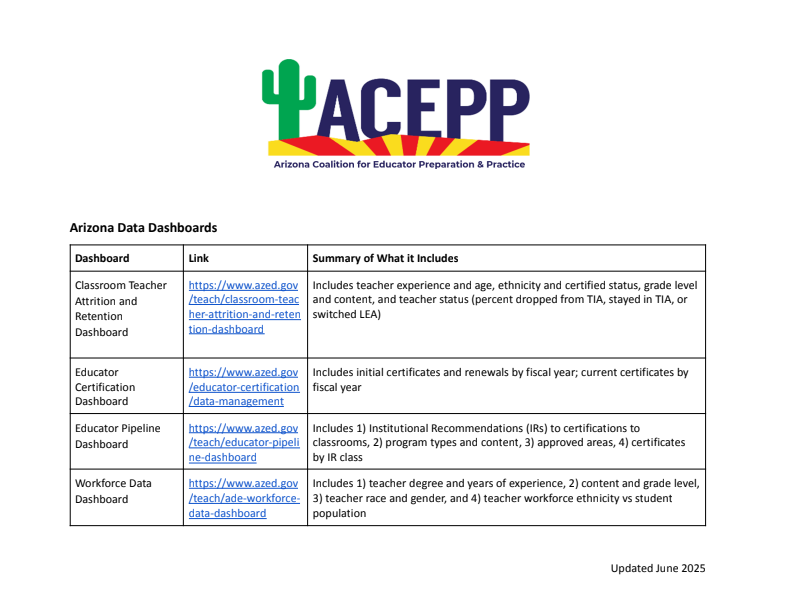 ACEPP
Arizona Coalition for Educator Preparation & Practice
Arizona Data Dashboards
Dashboard
Link
Summary of What it Includes
Classroom Teacher
Attrition and
Retention
Dashboard
https://www.azed.gov
/teach/classroom-teac
her-attrition-and-reten
tion-dashboard
Includes teacher experience and age, ethnicity and certified status, grade level
and content, and teacher status (percent dropped from TIA, stayed in TIA, or
switched LEA)
Educator
Certification
Dashboard
https://www.azed.gov
/educator-certification
/data-management
Includes initial certificates and renewals by fiscal year; current certificates by
fiscal year
Educator Pipeline
Dashboard
https://www.azed.gov
/teach/educator-pipeli
ne-dashboard
Includes 1) Institutional Recommendations (IRs) to certifications to
classrooms, 2) program types and content, 3) approved areas, 4) certificates
by IR class
Workforce Data
Dashboard
https://www.azed.gov
/teach/ade-workforce-
data-dashboard
Includes 1) teacher degree and years of experience, 2) content and grade level,
3) teacher race and gender, and 4) teacher workforce ethnicity vs student
population
Updated June 2025